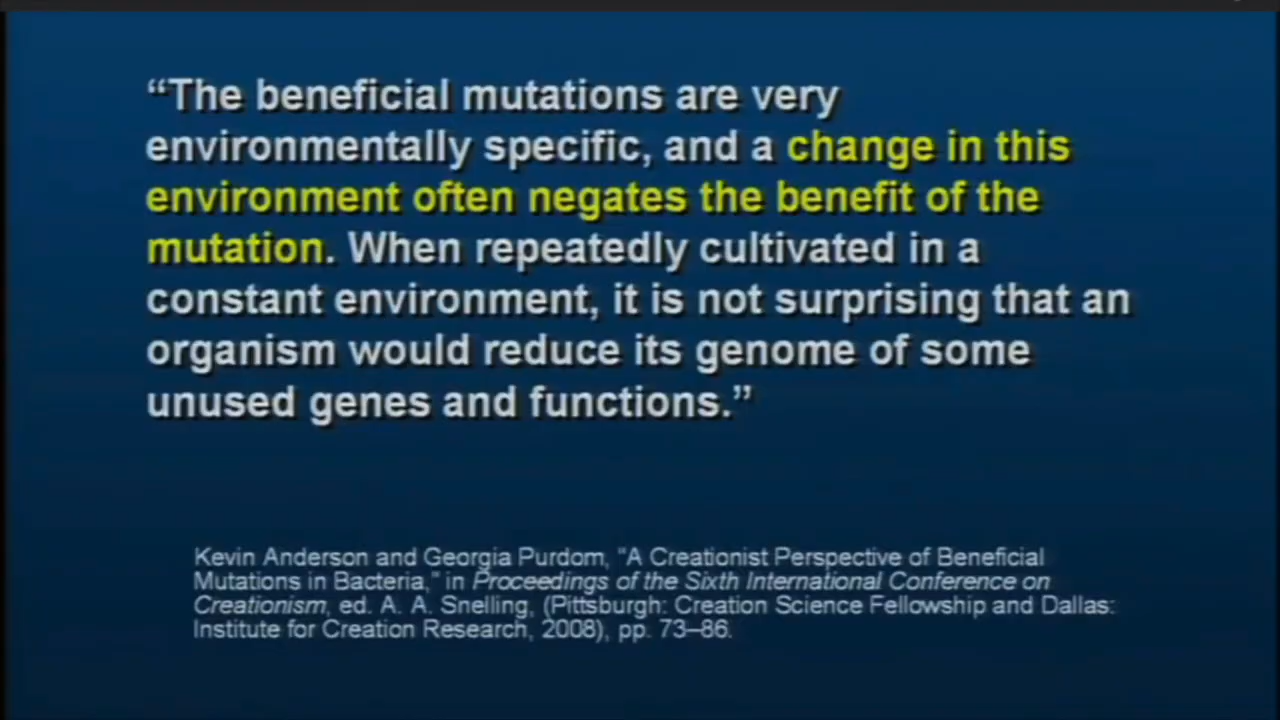 “The beneficial mutations are very
environmentally specific, and a change in this
environment often negates the benefit of the
mutation. When repeatedly cultivated in a
constant environment, it is not surprising that an
organism would reduce its genome of some
unused genes and functions.”
Kevin Anderson and Georgia Purdom, “A Creationist Perspective of Beneficial
Mutations in Bacteria,” in Proceedings of the Sixth International Conference on
Creationism, ed. A. A. Snelling, (Pittsburgh: Creation Science Fellowship and Dallas:
Institute for Creation Research, 2008), pp. 73–86.